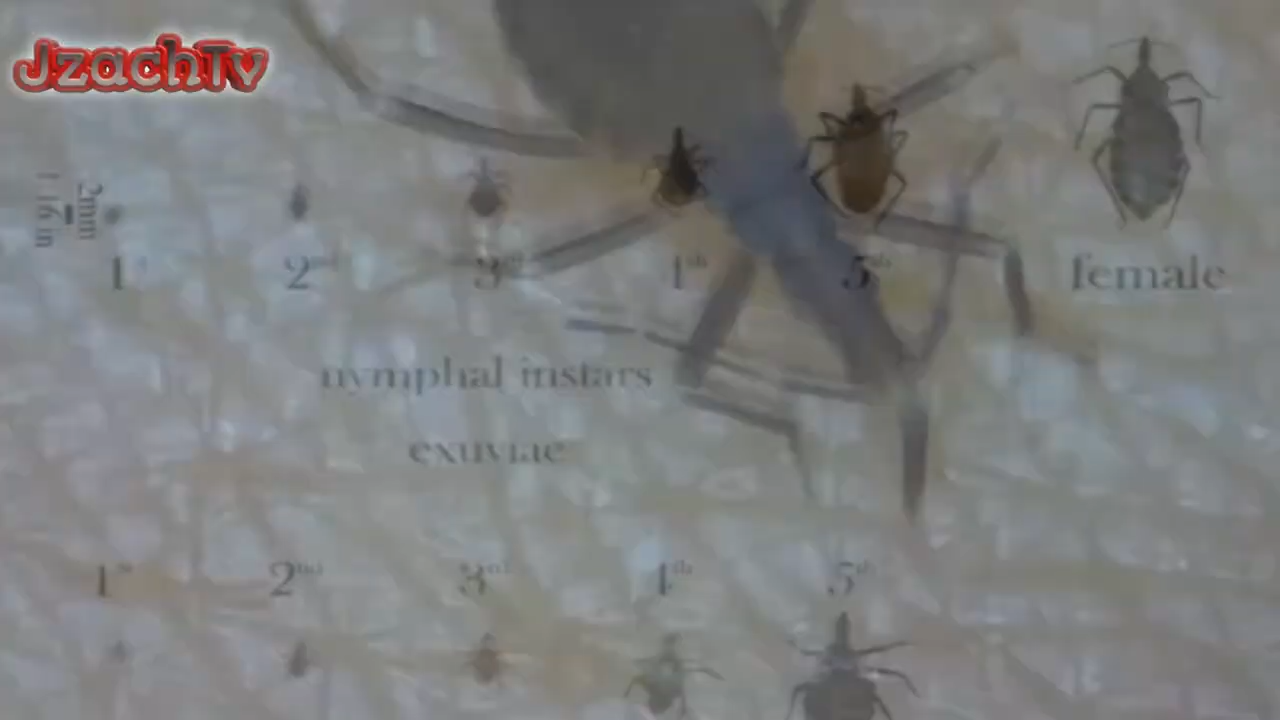 JzachTv
2mm
1/16 in
1st 2nd 3rd 4th 5th female
nymphal instars
exuviae
1st 2nd 3rd 4th 5th